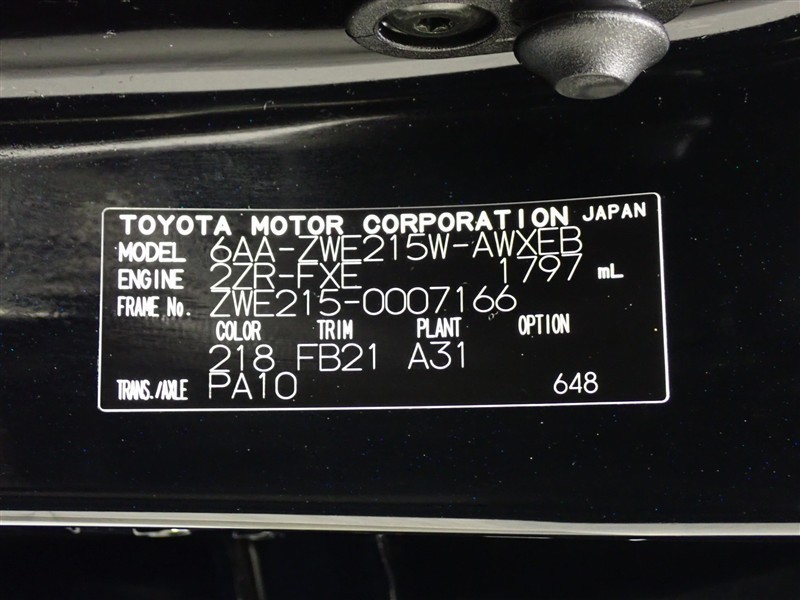 TOYOTA MOTOR CORPORATION JAPAN
MODEL 6AA-ZWE215W-AWXEB
ENGINE 2ZR-FXE 1797 mL
FRAME No. ZWE215-0007166
COLOR TRIM PLANT OPTION
218 FB21 A31
TRANS./AXLE PA10 648